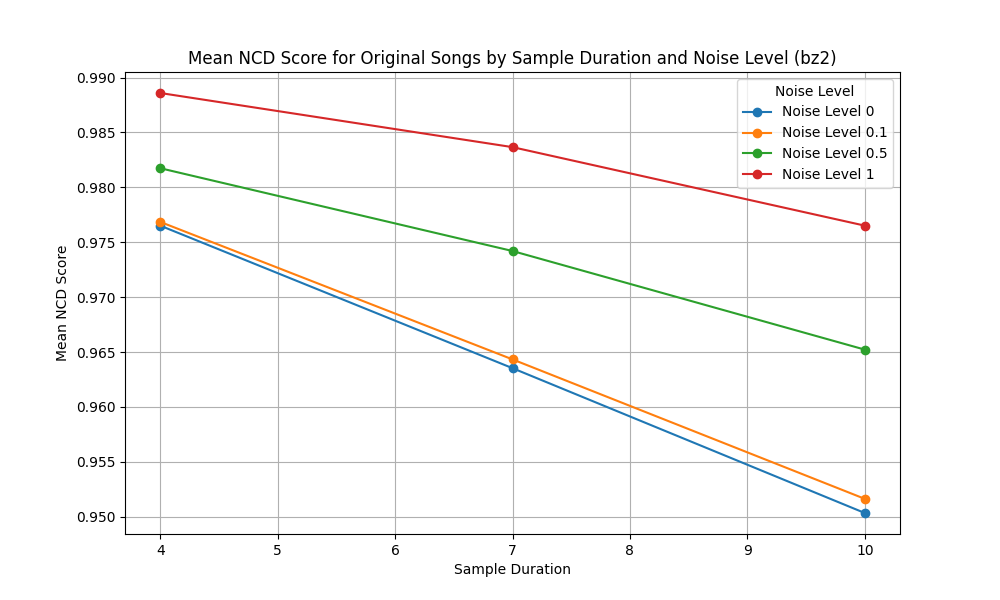 Mean NCD Score for Original Songs by Sample Duration and Noise Level (bz2)
Mean NCD Score
0.990
0.985
0.980
0.975
0.970
0.965
0.960
0.955
0.950
Noise Level
Noise Level 0
Noise Level 0.1
Noise Level 0.5
Noise Level 1
4 5 6 7 8 9 10
Sample Duration